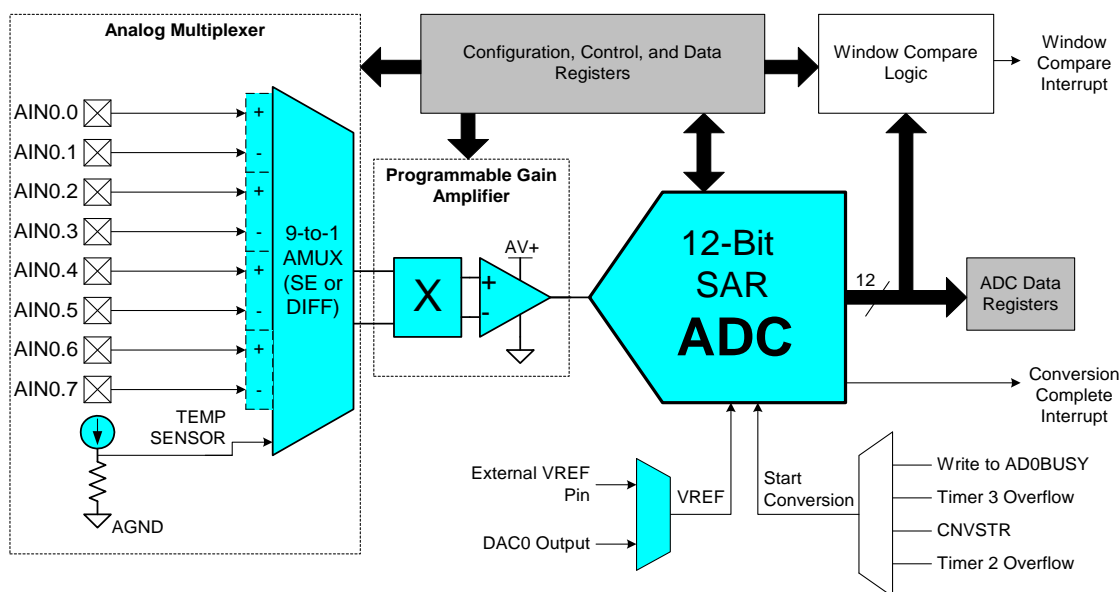 Analog Multiplexer
AIN0.0
AIN0.1
AIN0.2
AIN0.3
AIN0.4
AIN0.5
AIN0.6
AIN0.7
+
-
+
-
+
-
+
-
9-to-1
AMUX
(SE or
DIFF)
TEMP
SENSOR
AGND
Configuration, Control, and Data
Registers
Window Compare
Logic
Window
Compare
Interrupt
Programmable Gain
Amplifier
X
+
-
AV+
12-Bit
SAR
ADC
12
ADC Data
Registers
Conversion
Complete
Interrupt
External VREF
Pin
DAC0 Output
VREF
Start
Conversion
Write to AD0BUSY
Timer 3 Overflow
CNVSTR
Timer 2 Overflow